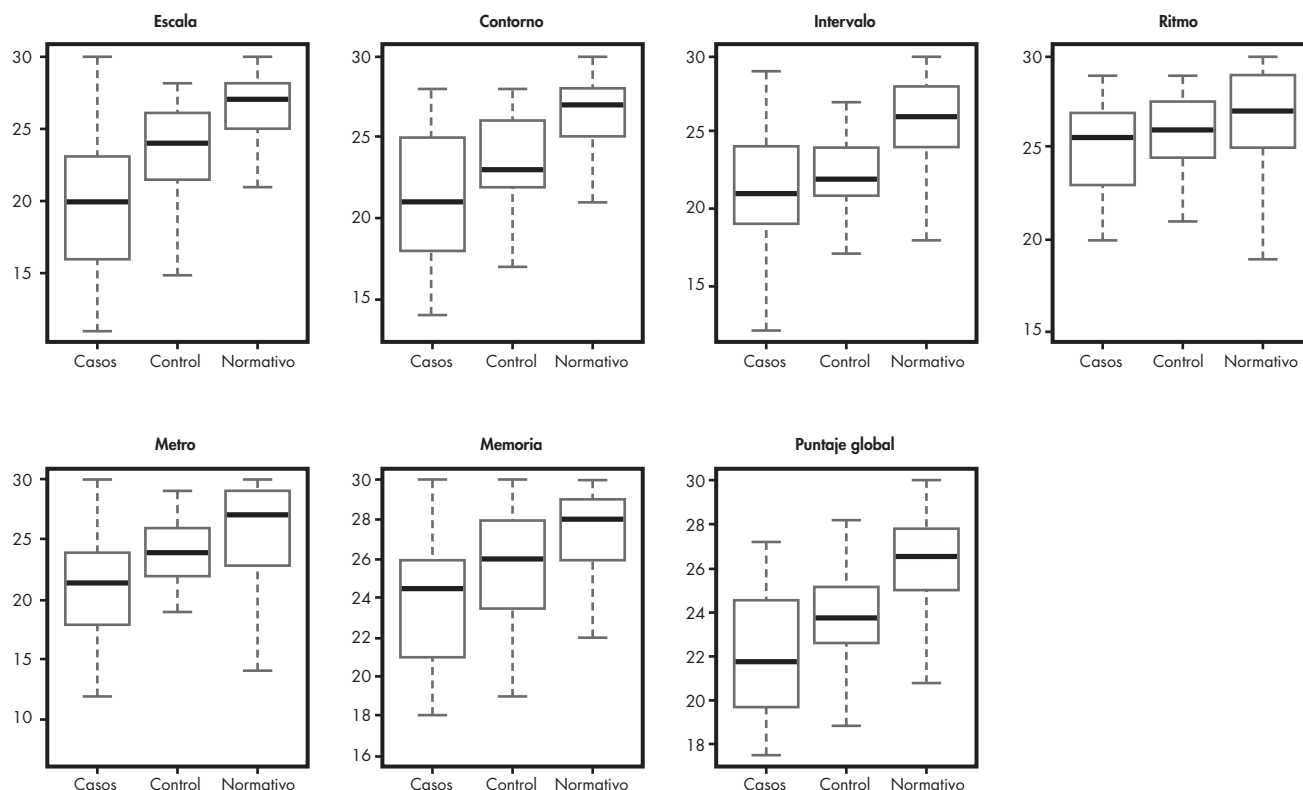 Escala
30
25
20
15
Casos Control Normativo
Contorno
30
25
20
15
Casos Control Normativo
Intervalo
30
25
20
15
Casos Control Normativo
Ritmo
30
25
20
15
Casos Control Normativo
Metro
30
25
20
15
10
Casos Control Normativo
Memoria
30
28
26
24
22
20
18
16
Casos Control Normativo
Puntaje global
30
28
26
24
22
20
18
Casos Control Normativo